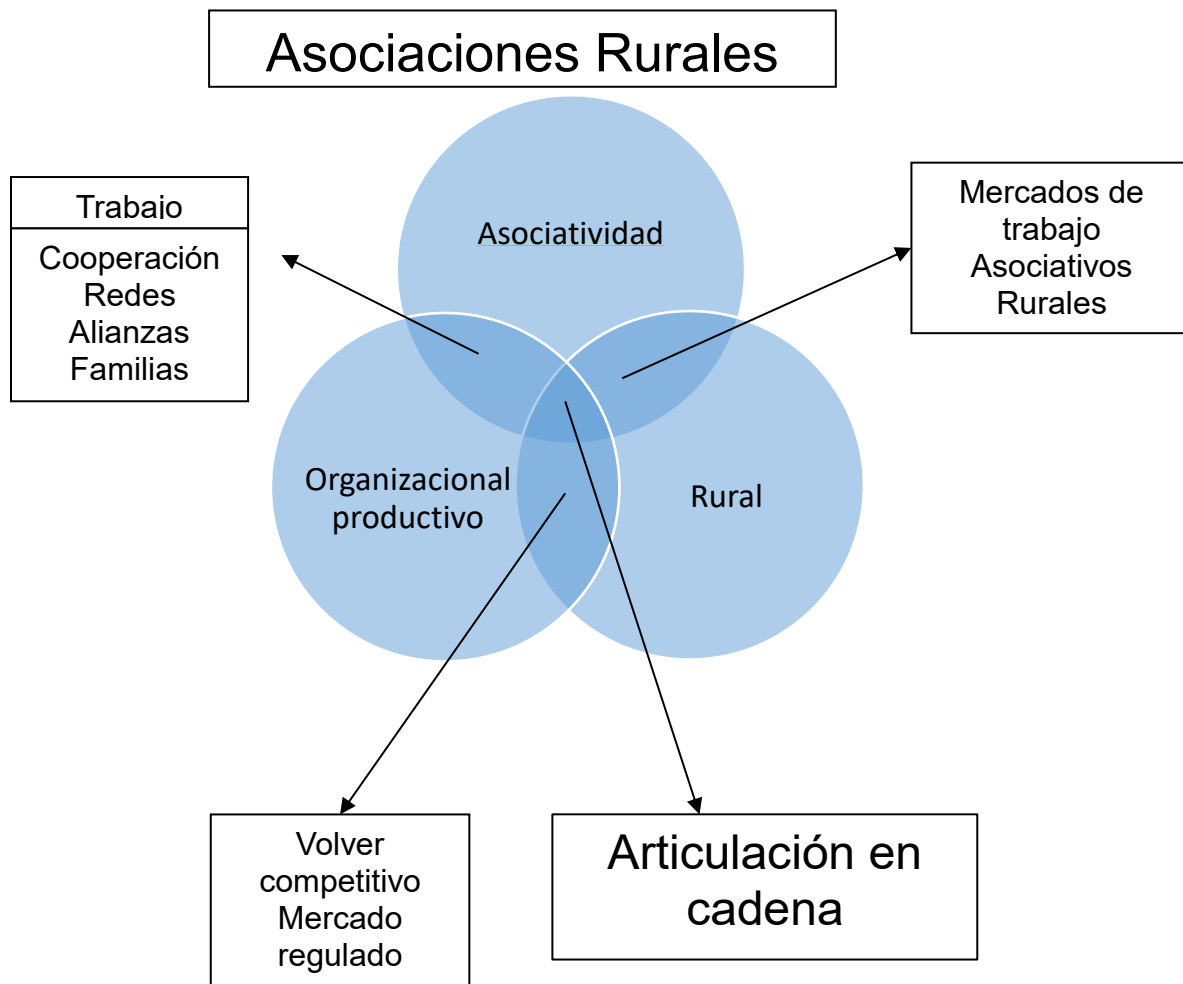 Asociaciones Rurales
Trabajo
Cooperación
Redes
Alianzas
Familias
Asociatividad
Mercados de
trabajo
Asociativos
Rurales
Organizacional
productivo
Rural
Volver
competitivo
Mercado
regulado
Articulación en
cadena